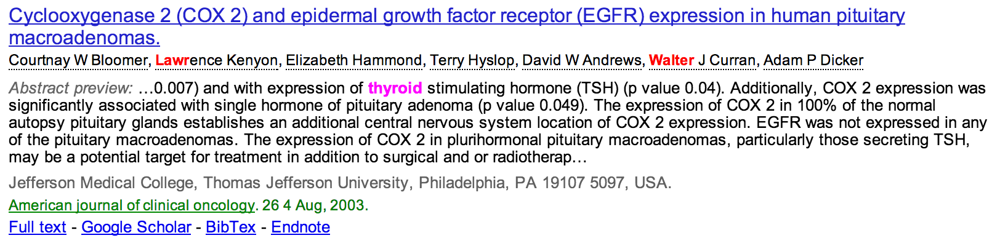 Cyclooxygenase 2 (COX 2) and epidermal growth factor receptor (EGFR) expression in human pituitary
macroadenomas.
Courtnay W Bloomer, Lawrence Kenyon, Elizabeth Hammond, Terry Hyslop, David W Andrews, Walter J Curran, Adam P Dicker
Abstract preview: …0.007) and with expression of thyroid stimulating hormone (TSH) (p value 0.04). Additionally, COX 2 expression was
significantly associated with single hormone of pituitary adenoma (p value 0.049). The expression of COX 2 in 100% of the normal
autopsy pituitary glands establishes an additional central nervous system location of COX 2 expression. EGFR was not expressed in any
of the pituitary macroadenomas. The expression of COX 2 in plurihormonal pituitary macroadenomas, particularly those secreting TSH,
may be a potential target for treatment in addition to surgical and or radiotherap…
Jefferson Medical College, Thomas Jefferson University, Philadelphia, PA 19107 5097, USA.
American journal of clinical oncology. 26 4 Aug, 2003.
Full text - Google Scholar - BibTex - Endnote